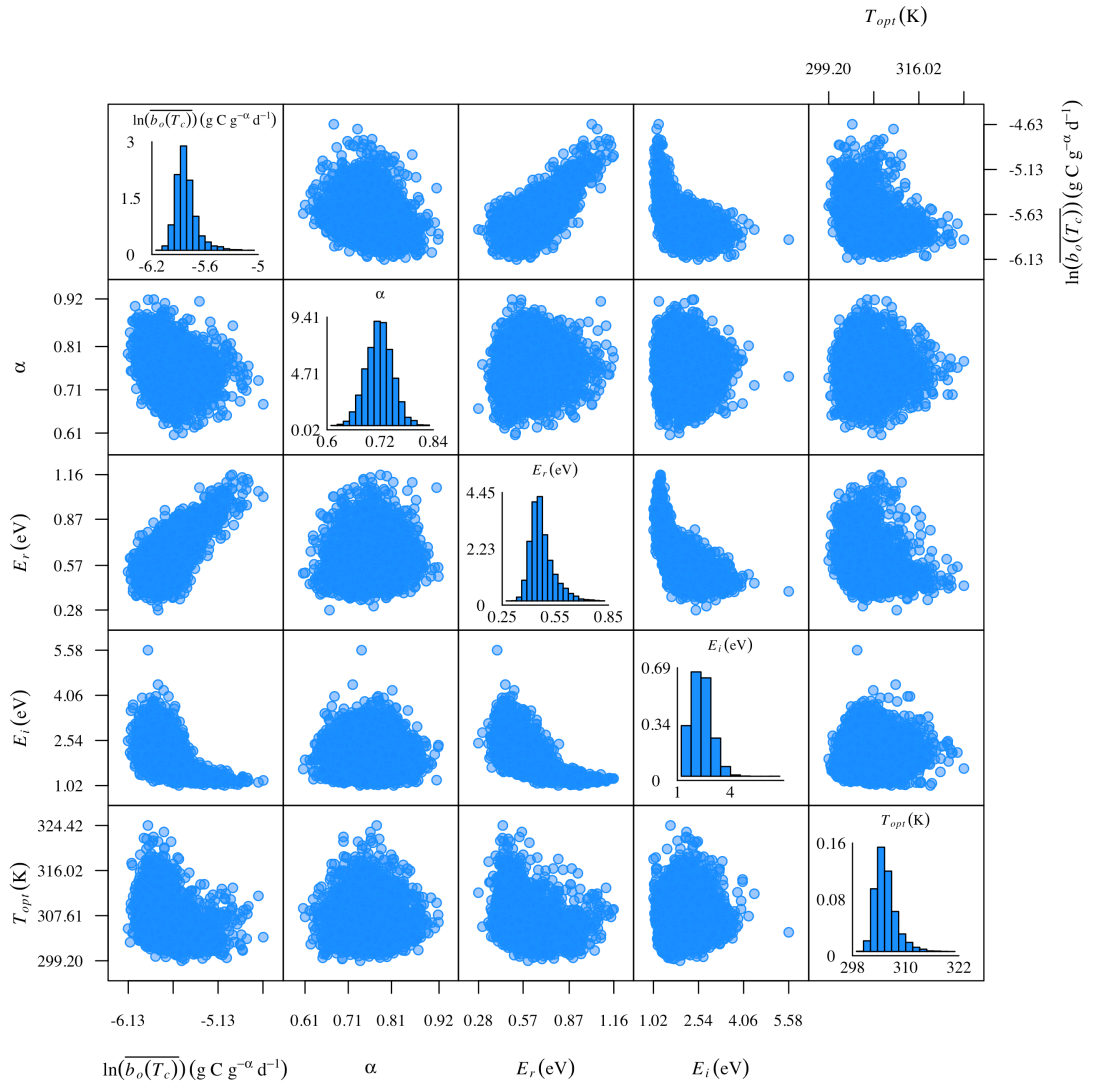 T_opt (K)
299.20 316.02
ln(b_o(T_c)) (g C g^−α d^−1)
3
1.5
0
-6.2 -5.6 -5
-4.63
-5.13
-5.63
-6.13
ln(b_o(T_c)) (g C g^−α d^−1)
α
0.92
0.81
0.71
0.61
α
9.41
4.71
0.02
0.6 0.72 0.84
E_r (eV)
1.16
0.87
0.57
0.28
E_r (eV)
4.45
2.23
0
0.25 0.55 0.85
E_i (eV)
5.58
4.06
2.54
1.02
E_i (eV)
0.69
0.34
0
1 4
T_opt (K)
324.42
316.02
307.61
299.20
T_opt (K)
0.16
0.08
0
298 310 322
-6.13 -5.13 0.61 0.71 0.81 0.92 0.28 0.57 0.87 1.16 1.02 2.54 4.06 5.58
ln(b_o(T_c)) (g C g^−α d^−1) α E_r (eV) E_i (eV)